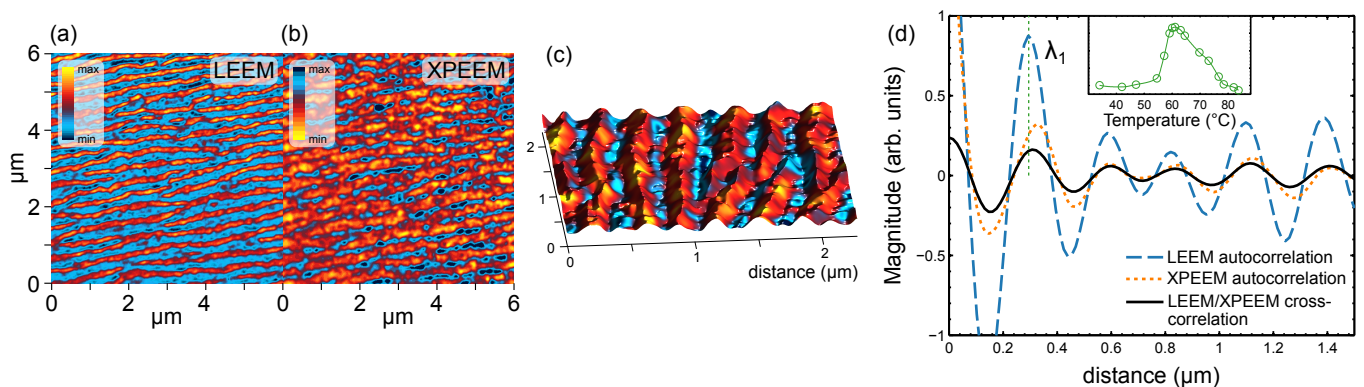 (a)
(b)
(c)
(d)
6
4
2
0
µm
max
min
LEEM
0
2
4
µm
max
min
XPEEM
0
2
4
6
µm
2
1
0
0
1
2
distance (µm)
Magnitude (arb. units)
1
0.5
0
−0.5
−1
λ1
40 50 60 70 80
Temperature (°C)
LEEM autocorrelation
XPEEM autocorrelation
LEEM/XPEEM cross-
correlation
0 0.2 0.4 0.6 0.8 1 1.2 1.4
distance (µm)